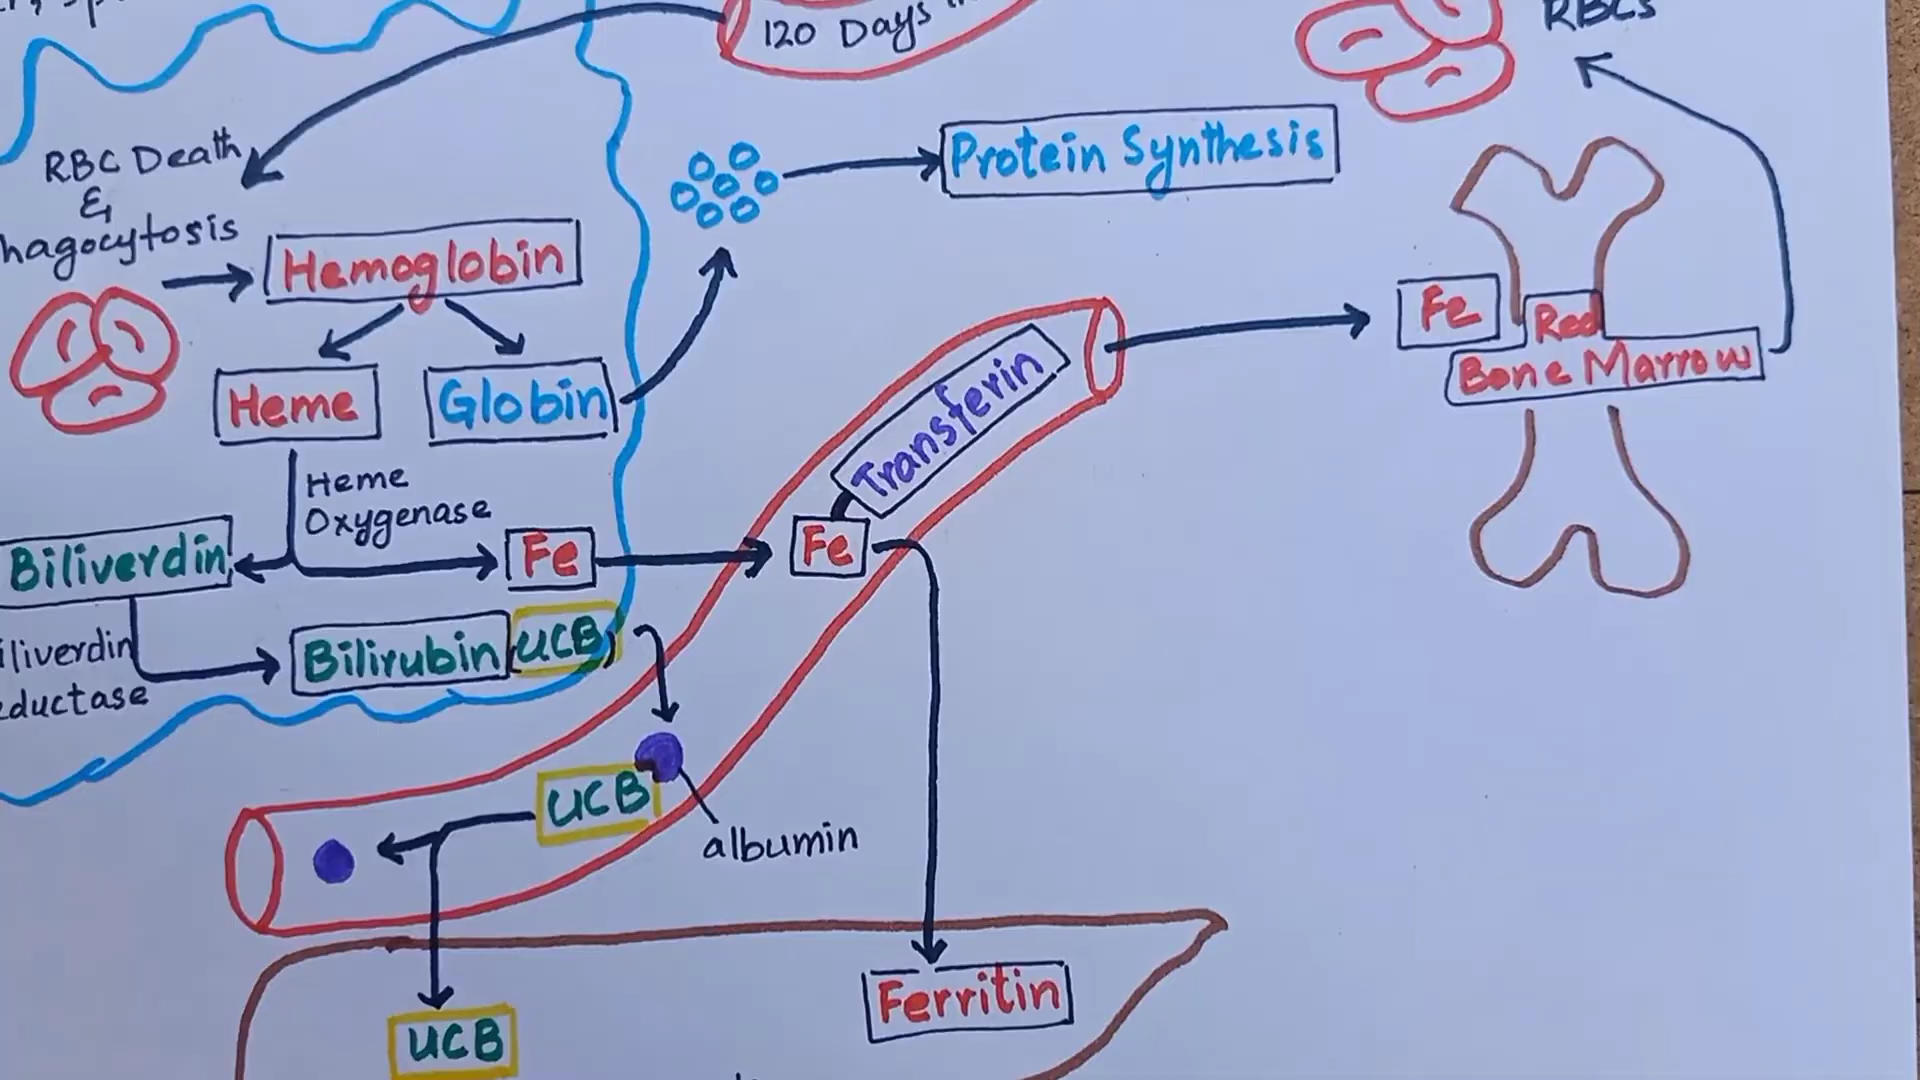 120 Days
RBCs
RBC Death
&
hagocytosis
Hemoglobin
Heme
Globin
Protein Synthesis
Heme
Oxygenase
Biliverdin
Fe
iliverdin
eductase
Bilirubin (UCB)
Transferin
Fe
Fe
Red
Bone Marrow
UCB
albumin
UCB
Ferritin